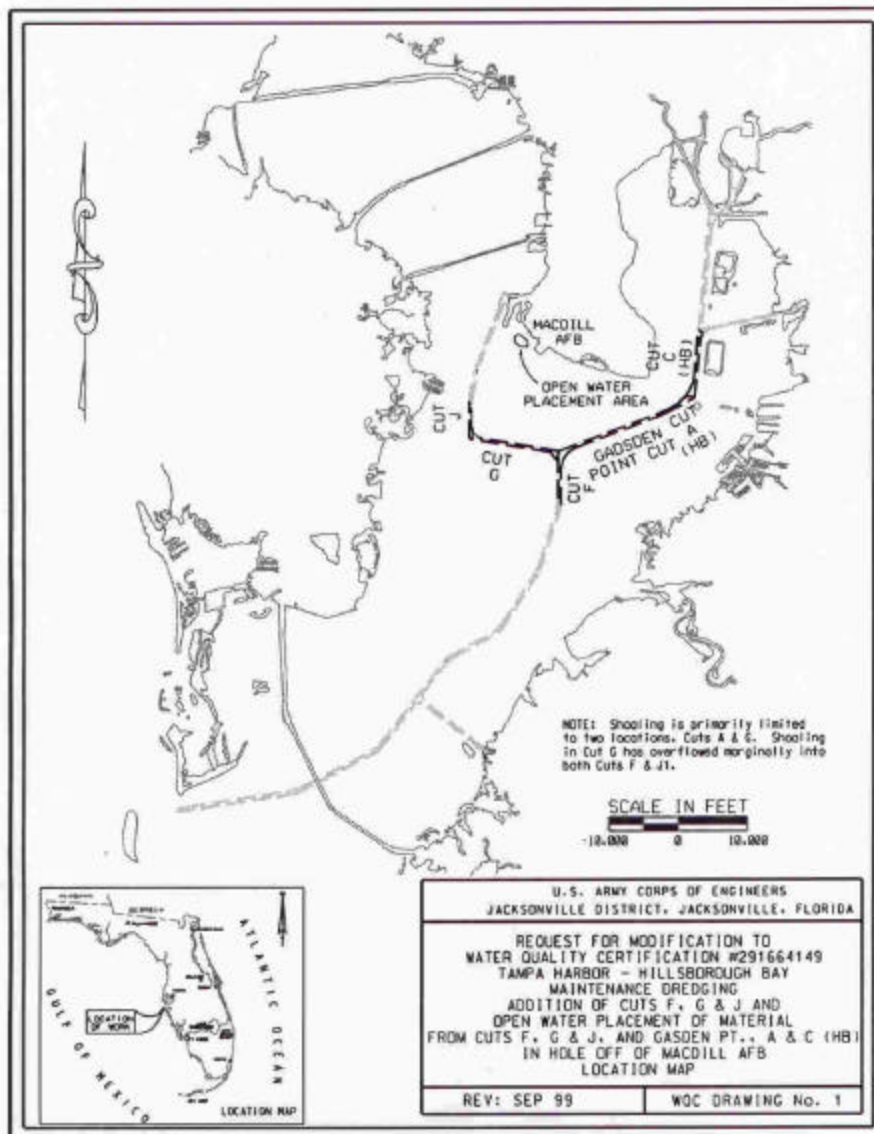 MACDILL
AFB
OPEN WATER
PLACEMENT AREA
CUT
C
(HB)
CUT
J
CUT
G
GADSDEN CUT
POINT CUT A
(HB)
CUT
F
NOTE: Shoaling is primarily limited
to two locations. Cuts A & G. Shoaling
in Cut G has overflowed marginally into
both Cuts F & J1.
SCALE IN FEET
-10,000 0 10,000
ATLANTIC OCEAN
GULF OF MEXICO
LOCATION
OF WORK
LOCATION MAP
U.S. ARMY CORPS OF ENGINEERS
JACKSONVILLE DISTRICT, JACKSONVILLE, FLORIDA
REQUEST FOR MODIFICATION TO
WATER QUALITY CERTIFICATION #291664149
TAMPA HARBOR - HILLSBOROUGH BAY
MAINTENANCE DREDGING
ADDITION OF CUTS F, G & J AND
OPEN WATER PLACEMENT OF MATERIAL
FROM CUTS F, G & J, AND GASDEN PT., A & C (HB)
IN HOLE OFF OF MACDILL AFB
LOCATION MAP
REV: SEP 99
WQC DRAWING No. 1